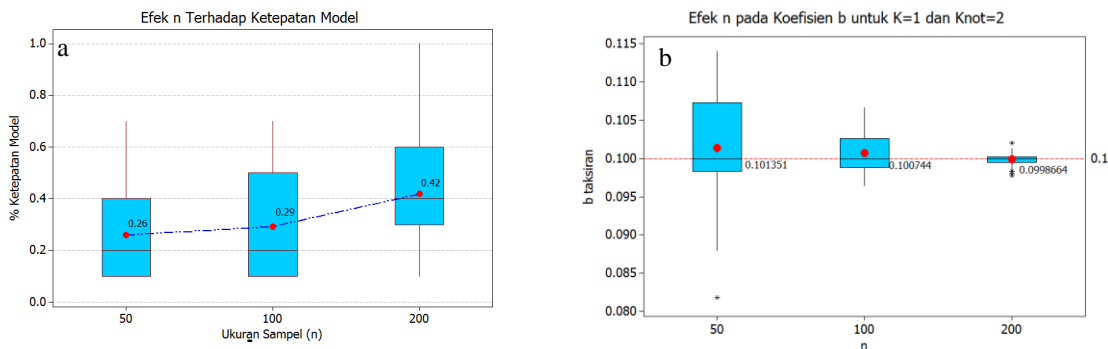 Efek n Terhadap Ketepatan Model
a
1.0
0.8
0.6
0.4
0.2
0.0
% Ketepatan Model
0.26
0.29
0.42
50 100 200
Ukuran Sampel (n)
Efek n pada Koefisien b untuk K=1 dan Knot=2
b
0.115
0.110
0.105
0.100
0.095
0.090
0.085
0.080
b taksiran
0.101351
0.100744
0.0998664
0.1
50 100 200
n